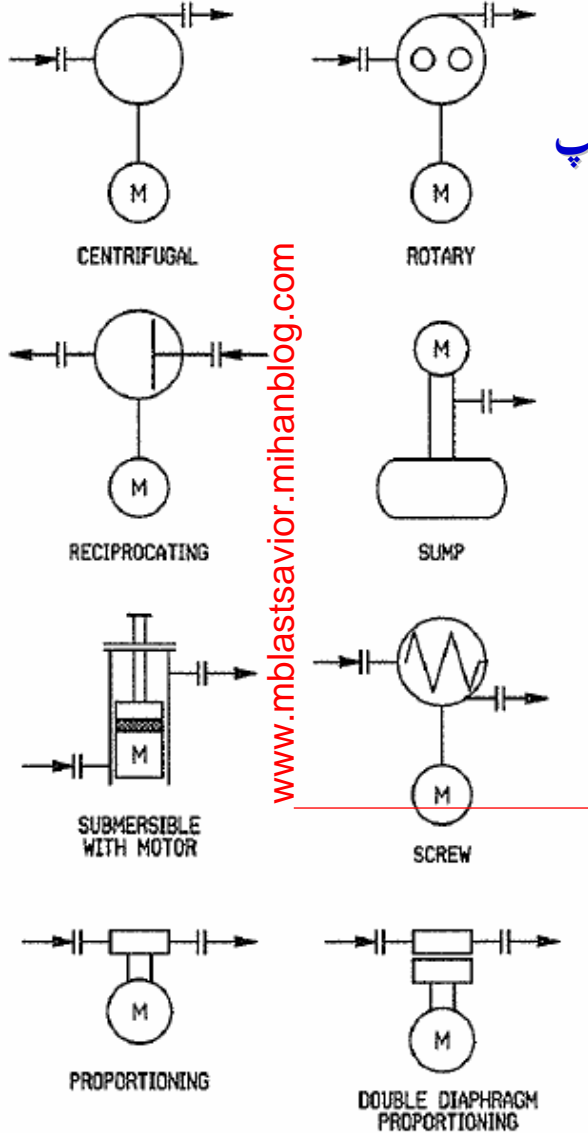 پ
M
M
CENTRIFUGAL
ROTARY
M
M
RECIPROCATING
SUMP
M
M
SUBMERSIBLE
WITH MOTOR
SCREW
M
M
PROPORTIONING
DOUBLE DIAPHRAGM
PROPORTIONING
www.mblastsavior.mihanblog.com